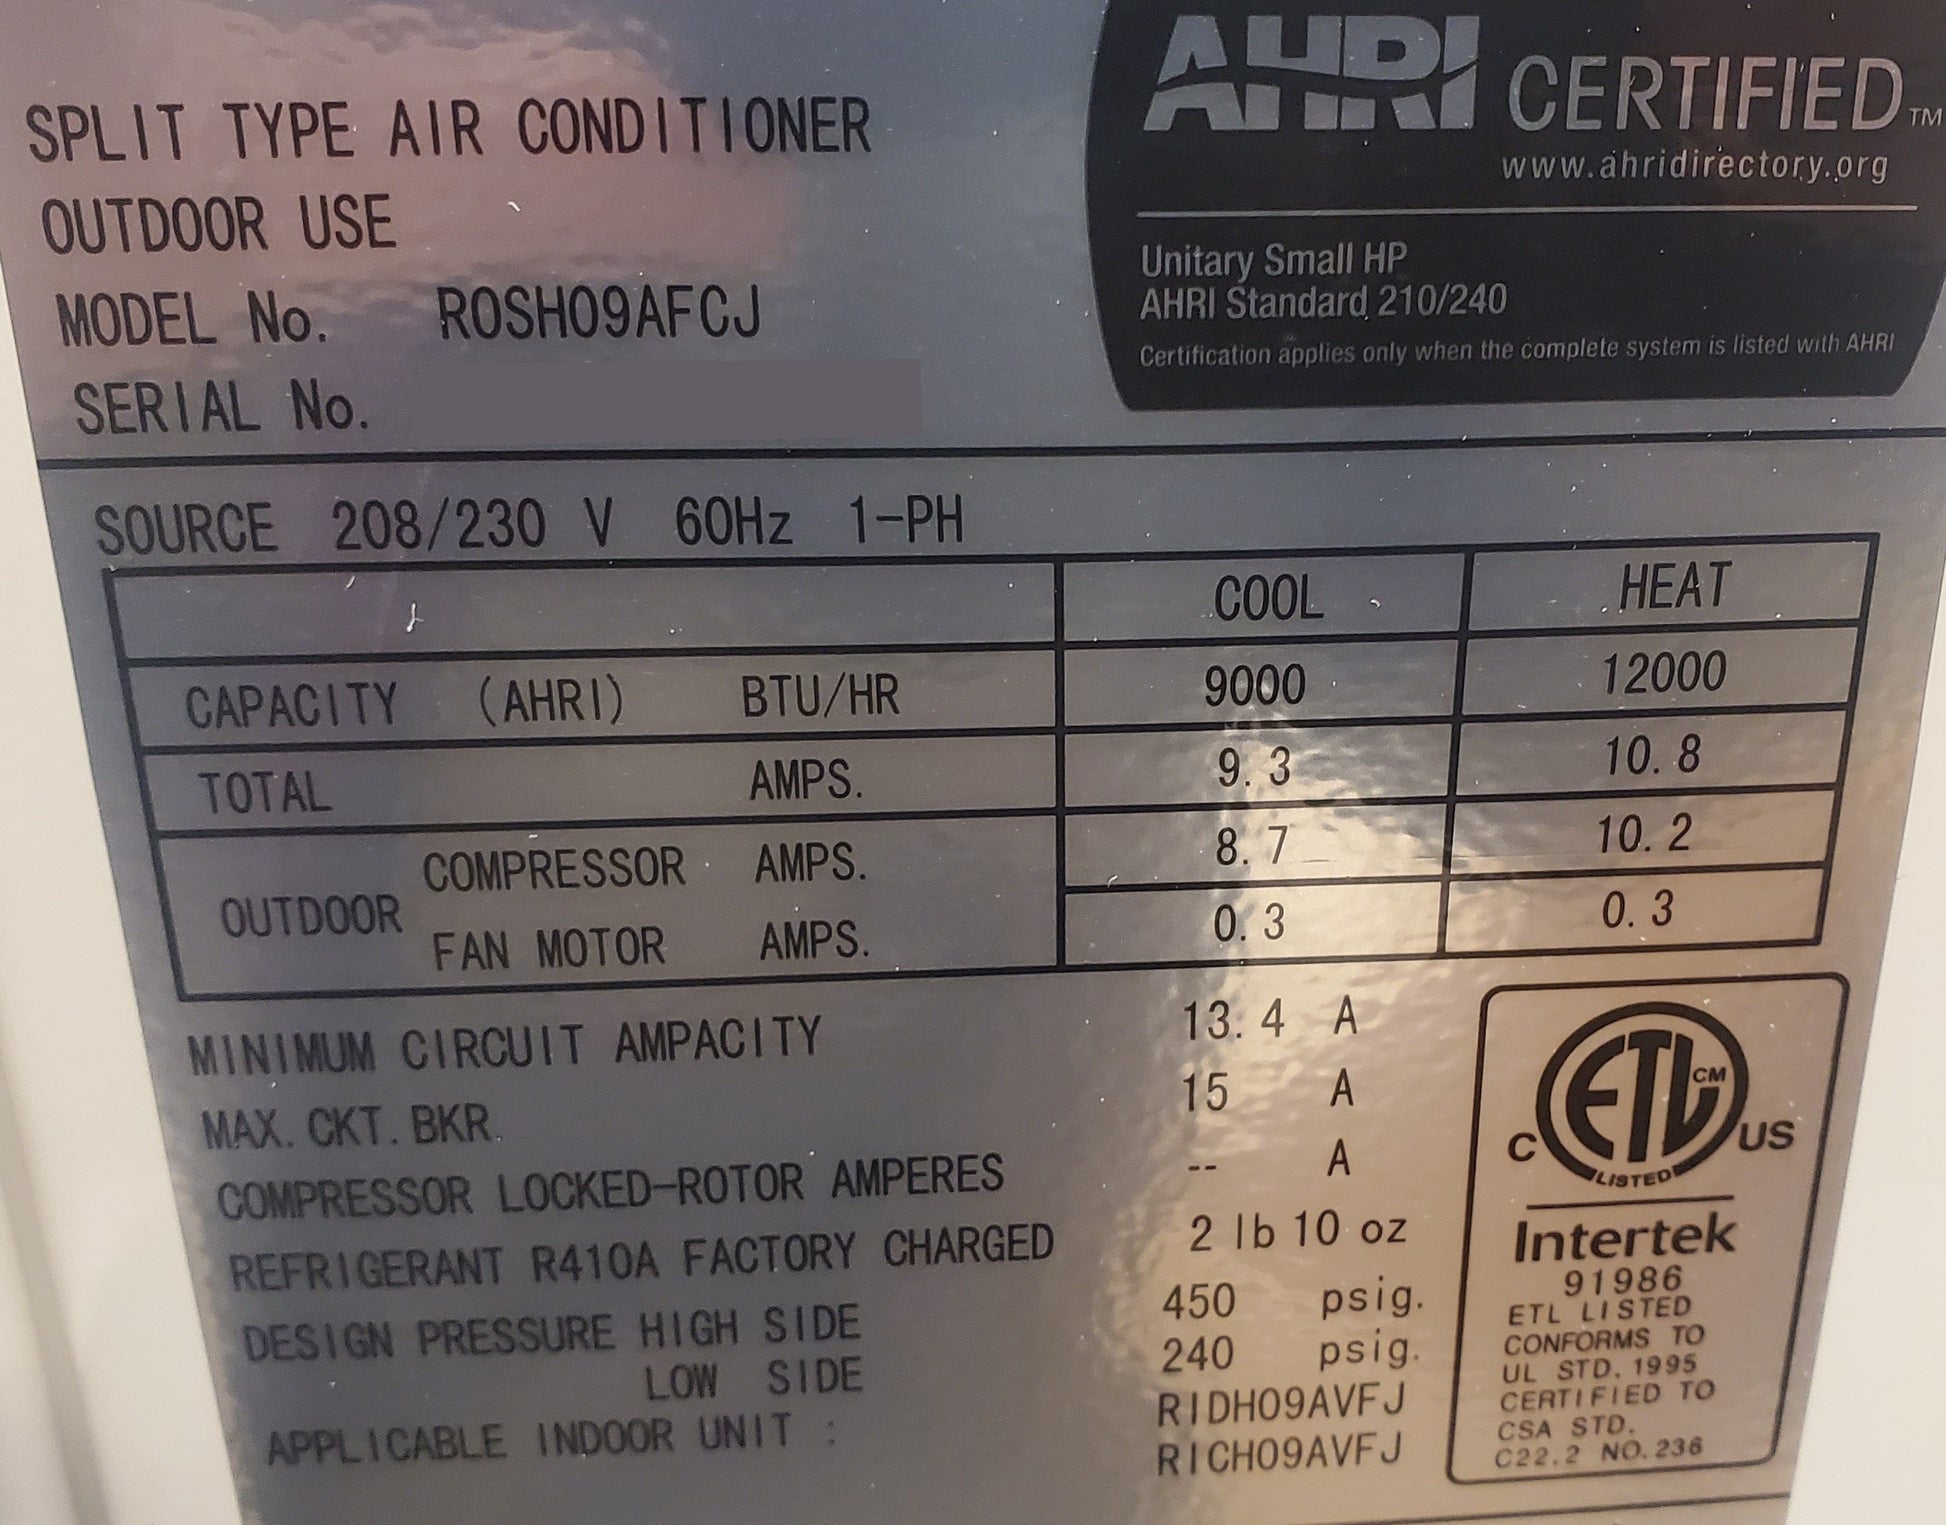 AHRI CERTIFIED™
www.ahridirectory.org
Unitary Small HP
AHRI Standard 210/240
Certification applies only when the complete system is listed with AHRI
SPLIT TYPE AIR CONDITIONER
OUTDOOR USE
MODEL No. ROSH09AFCJ
SERIAL No.
SOURCE 208/230 V 60Hz 1-PH
COOL HEAT
CAPACITY (AHRI) BTU/HR 9000 12000
TOTAL AMPS. 9.3 10.8
OUTDOOR COMPRESSOR AMPS. 8.7 10.2
FAN MOTOR AMPS. 0.3 0.3
MINIMUM CIRCUIT AMPACITY 13.4 A
MAX. CKT. BKR. 15 A
COMPRESSOR LOCKED-ROTOR AMPERES -- A
REFRIGERANT R410A FACTORY CHARGED 2 lb 10 oz
DESIGN PRESSURE HIGH SIDE 450 psig.
LOW SIDE 240 psig.
APPLICABLE INDOOR UNIT : RIDH09AVFJ
RICH09AVFJ
C ETL CM US
LISTED
Intertek
91986
ETL LISTED
CONFORMS TO
UL STD. 1995
CERTIFIED TO
CSA STD.
C22.2 NO.236